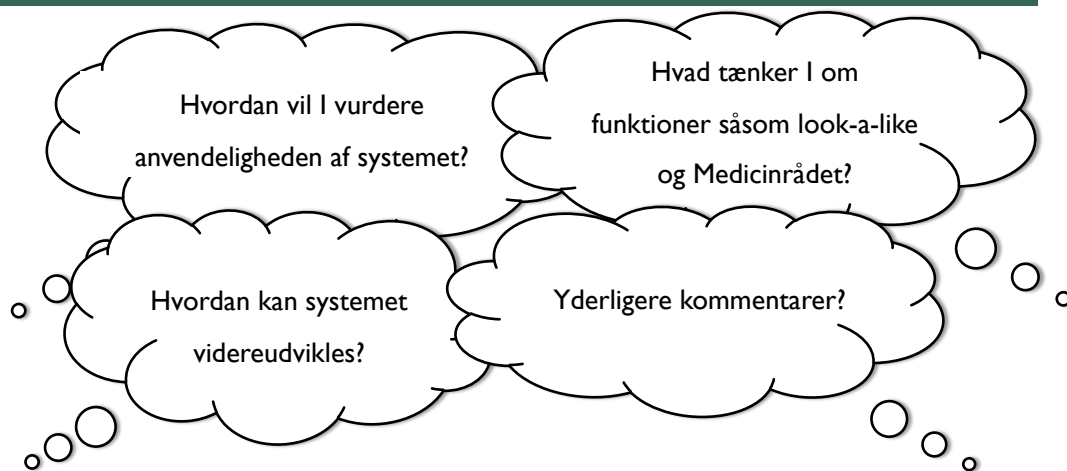 Hvordan vil I vurdere
anvendeligheden af systemet?
Hvad tænker I om
funktioner såsom look-a-like
og Medicinrådet?
Hvordan kan systemet
videreudvikles?
Yderligere kommentarer?